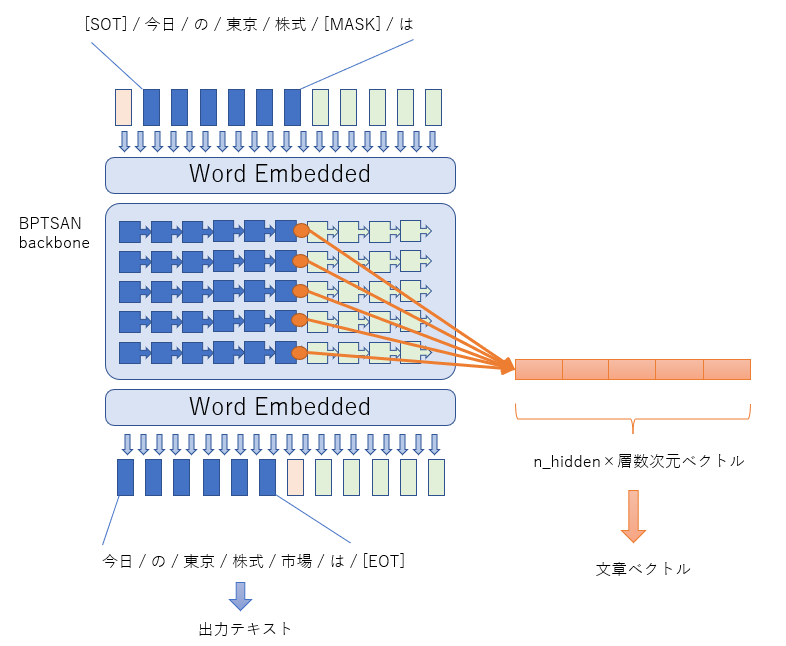 [SOT] / 今日 / の / 東京 / 株式 / [MASK] / は
Word Embedded
BPTSAN
backbone
Word Embedded
n_hidden×層数次元ベクトル
今日 / の / 東京 / 株式 / 市場 / は / [EOT]
文章ベクトル
出力テキスト